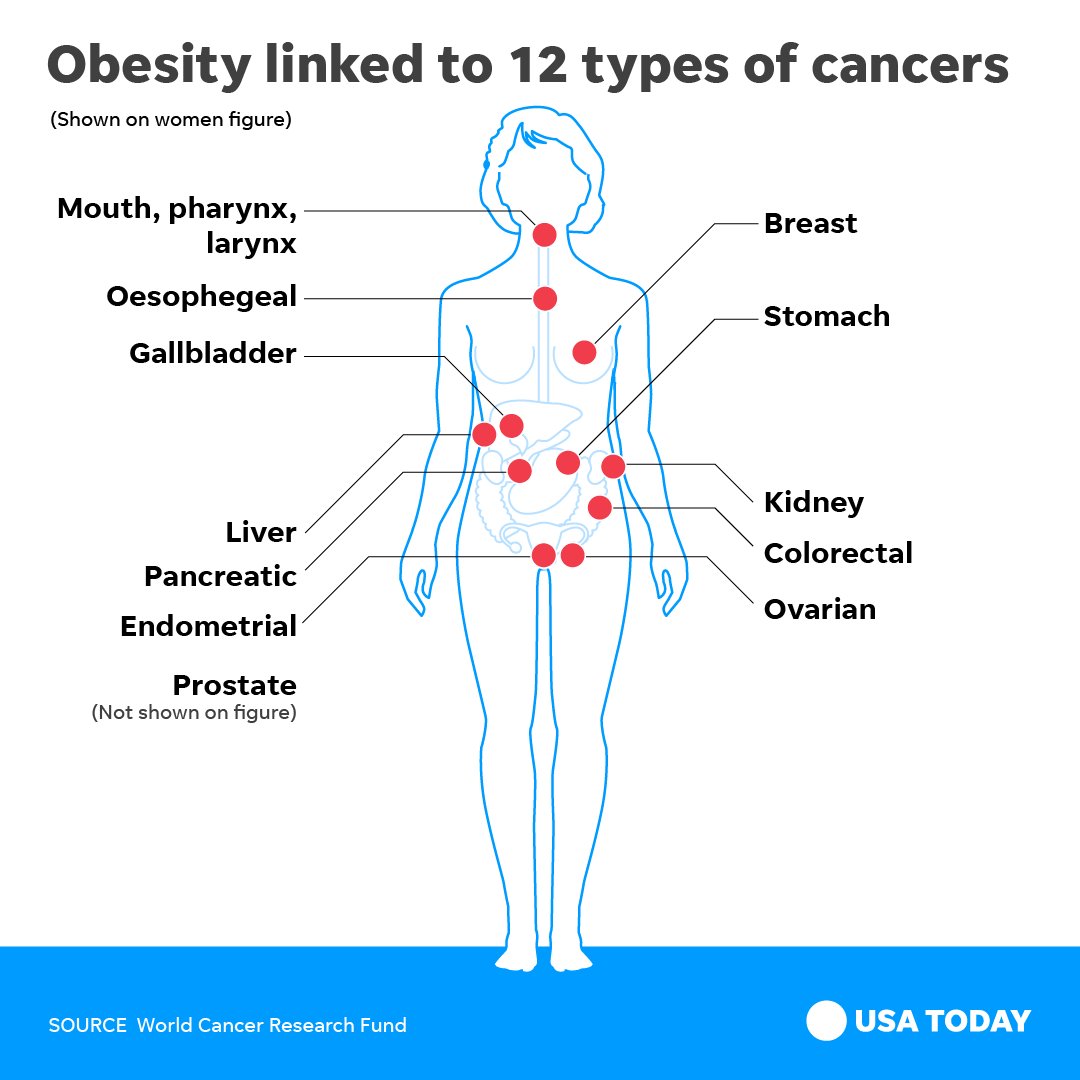 Obesity linked to 12 types of cancers
(Shown on women figure)
Mouth, pharynx,
larynx
Oesophegeal
Gallbladder
Liver
Pancreatic
Endometrial
Prostate
(Not shown on figure)
Breast
Stomach
Kidney
Colorectal
Ovarian
SOURCE World Cancer Research Fund
USA TODAY